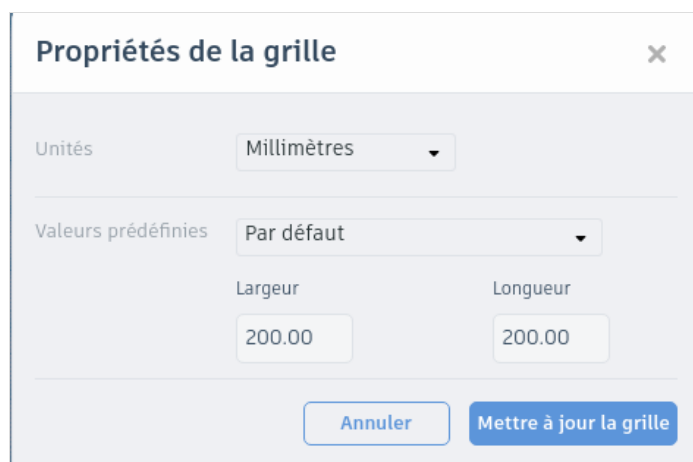 Propriétés de la grille
Unités Millimètres
Valeurs prédéfinies Par défaut
Largeur Longueur
200.00 200.00
Annuler Mettre à jour la grille